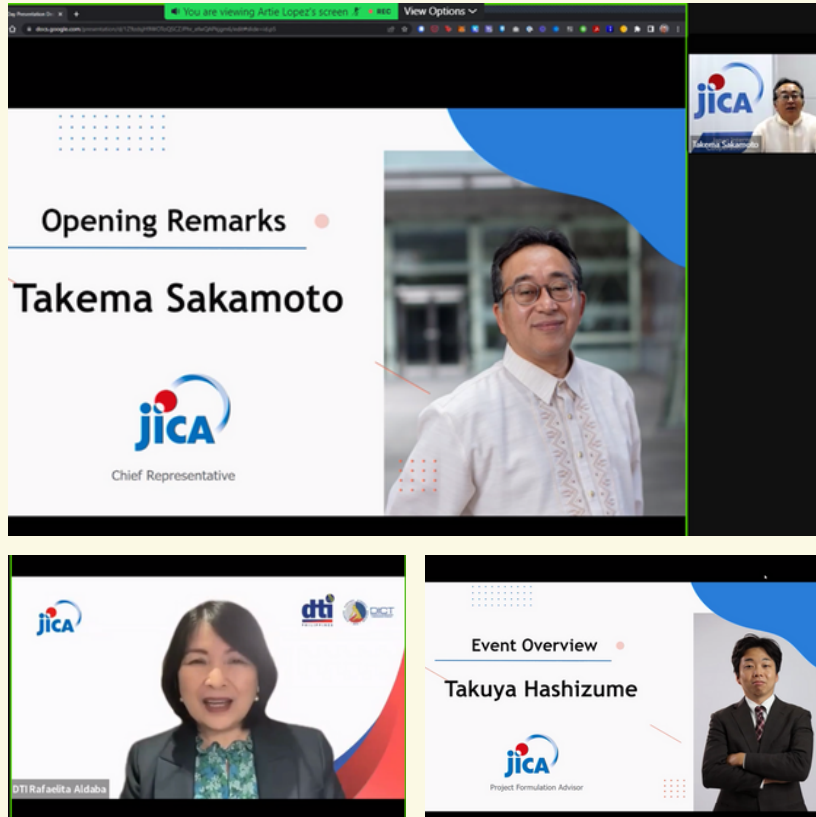 You are viewing Artie Lopez's screen
REC
View Options
Opening Remarks
Takema Sakamoto
jica
Chief Representative
jica
Takema Sakamoto
jica
dti
PHILIPPINES
DICT
DTI Rafaelita Aldaba
Event Overview
Takuya Hashizume
jica
Project Formulation Advisor